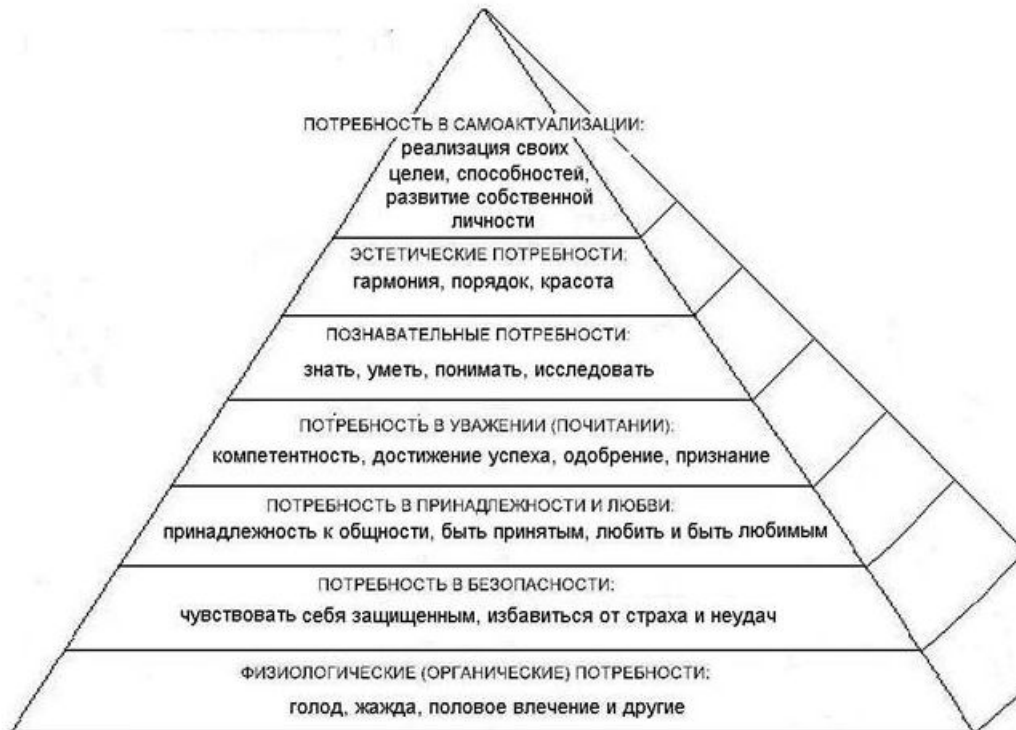 ПОТРЕБНОСТЬ В САМОАКТУАЛИЗАЦИИ:
реализация своих
целеи, способностей,
развитие собственной
личности
ЭСТЕТИЧЕСКИЕ ПОТРЕБНОСТИ:
гармония, порядок, красота
ПОЗНАВАТЕЛЬНЫЕ ПОТРЕБНОСТИ:
знать, уметь, понимать, исследовать
ПОТРЕБНОСТЬ В УВАЖЕНИИ (ПОЧИТАНИИ):
компетентность, достижение успеха, одобрение, признание
ПОТРЕБНОСТЬ В ПРИНАДЛЕЖНОСТИ И ЛЮБВИ:
принадлежность к общности, быть принятым, любить и быть любимым
ПОТРЕБНОСТЬ В БЕЗОПАСНОСТИ:
чувствовать себя защищенным, избавиться от страха и неудач
ФИЗИОЛОГИЧЕСКИЕ (ОРГАНИЧЕСКИЕ) ПОТРЕБНОСТИ:
голод, жажда, половое влечение и другие